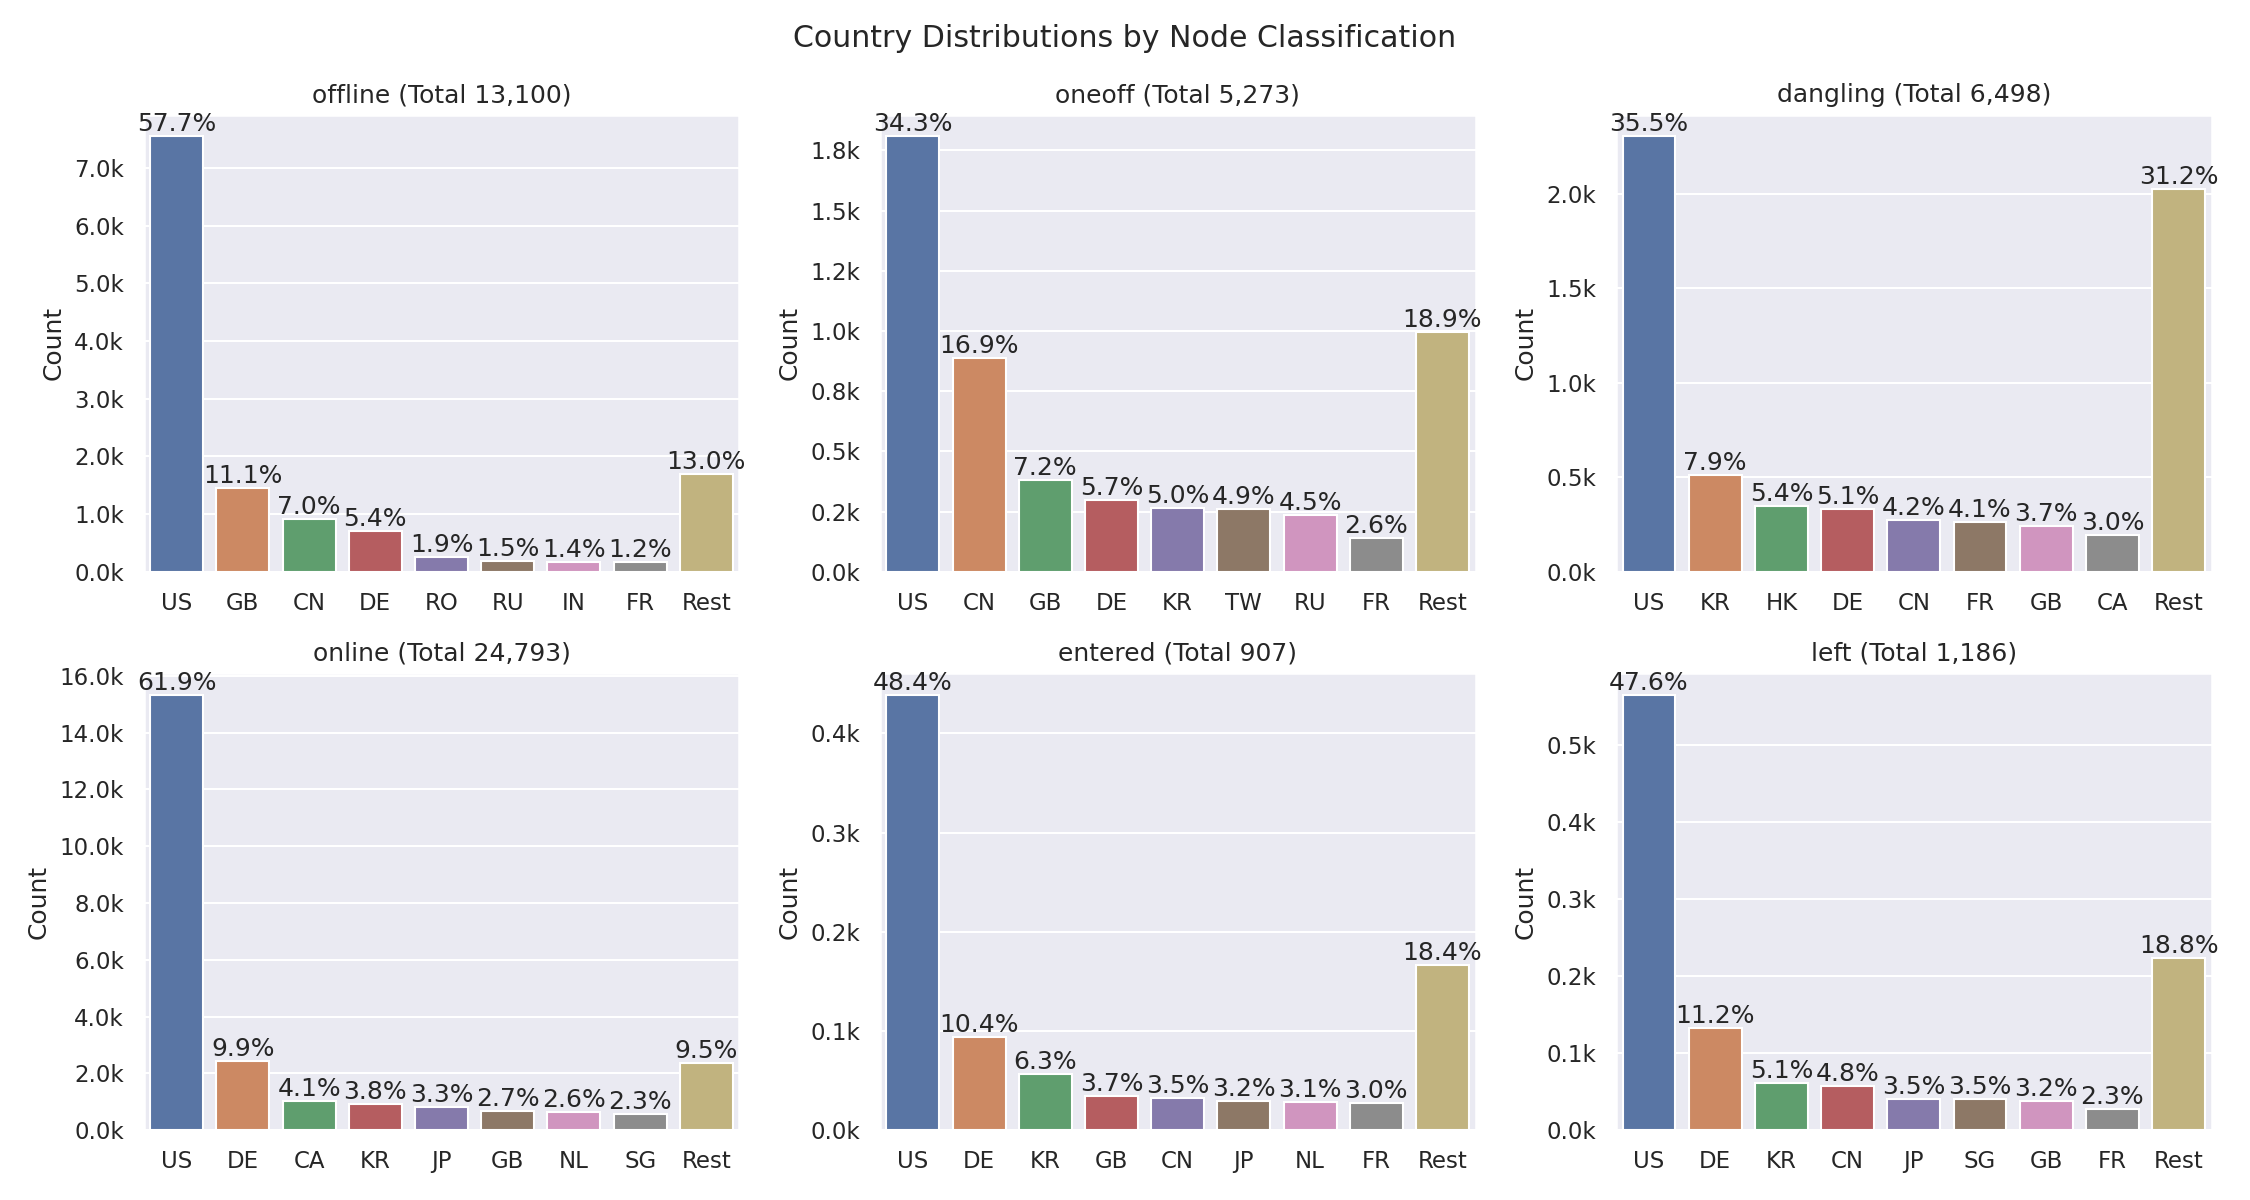 Country Distributions by Node Classification
offline (Total 13,100)
57.7%
7.0k
6.0k
5.0k
4.0k
3.0k
2.0k
1.0k
0.0k
Count
11.1%
7.0%
5.4%
1.9%
1.5%
1.4%
1.2%
13.0%
US GB CN DE RO RU IN FR Rest
oneoff (Total 5,273)
34.3%
1.8k
1.5k
1.2k
1.0k
0.8k
0.5k
0.2k
0.0k
Count
16.9%
7.2%
5.7%
5.0%
4.9%
4.5%
2.6%
18.9%
US CN GB DE KR TW RU FR Rest
dangling (Total 6,498)
35.5%
2.0k
1.5k
1.0k
0.5k
0.0k
Count
7.9%
5.4%
5.1%
4.2%
4.1%
3.7%
3.0%
31.2%
US KR HK DE CN FR GB CA Rest
online (Total 24,793)
61.9%
16.0k
14.0k
12.0k
10.0k
8.0k
6.0k
4.0k
2.0k
0.0k
Count
9.9%
4.1%
3.8%
3.3%
2.7%
2.6%
2.3%
9.5%
US DE CA KR JP GB NL SG Rest
entered (Total 907)
48.4%
0.4k
0.3k
0.2k
0.1k
0.0k
Count
10.4%
6.3%
3.7%
3.5%
3.2%
3.1%
3.0%
18.4%
US DE KR GB CN JP NL FR Rest
left (Total 1,186)
47.6%
0.5k
0.4k
0.3k
0.2k
0.1k
0.0k
Count
11.2%
5.1%
4.8%
3.5%
3.5%
3.2%
2.3%
18.8%
US DE KR CN JP SG GB FR Rest